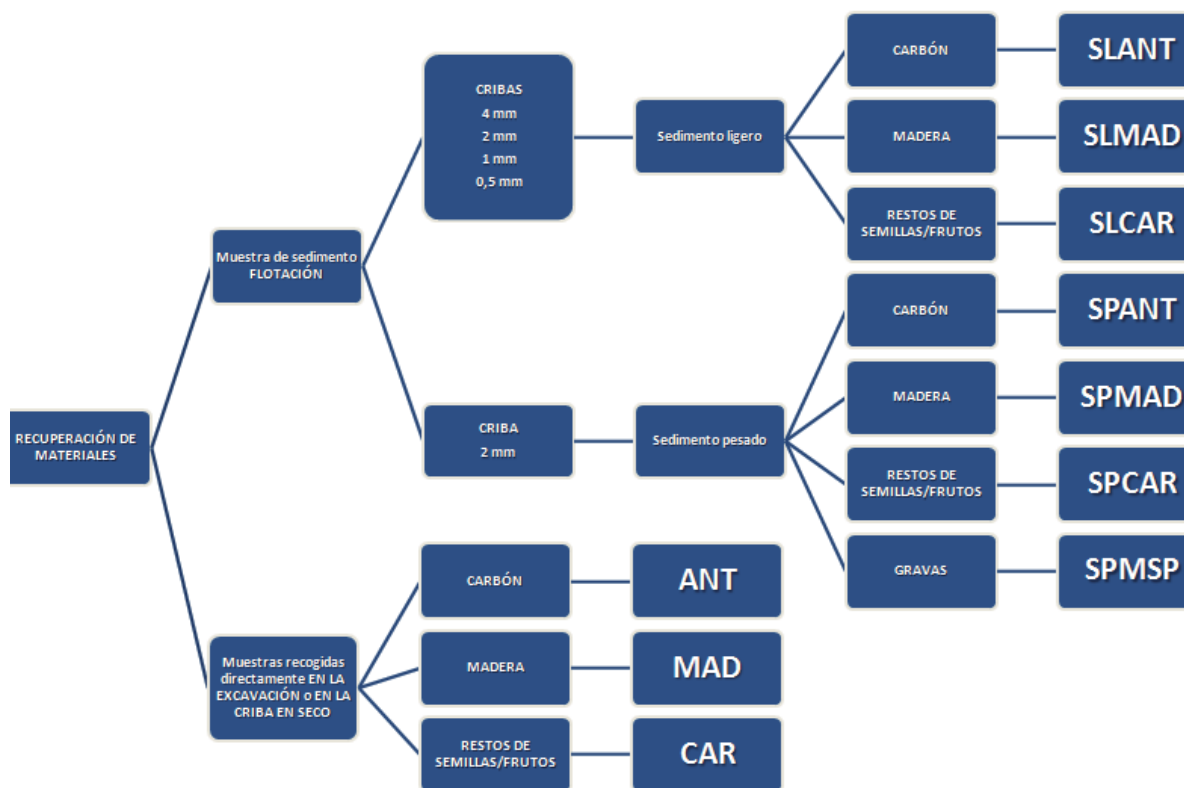 RECUPERACIÓN DE
MATERIALES
Muestra de sedimento
FLOTACIÓN
CRIBAS
4 mm
2 mm
1 mm
0,5 mm
Sedimento ligero
CARBÓN
SLANT
MADERA
SLMAD
RESTOS DE
SEMILLAS/FRUTOS
SLCAR
CRIBA
2 mm
Sedimento pesado
CARBÓN
SPANT
MADERA
SPMAD
RESTOS DE
SEMILLAS/FRUTOS
SPCAR
GRAVAS
SPMSP
Muestras recogidas
directamente EN LA
EXCAVACIÓN o EN LA
CRIBA EN SECO
CARBÓN
ANT
MADERA
MAD
RESTOS DE
SEMILLAS/FRUTOS
CAR